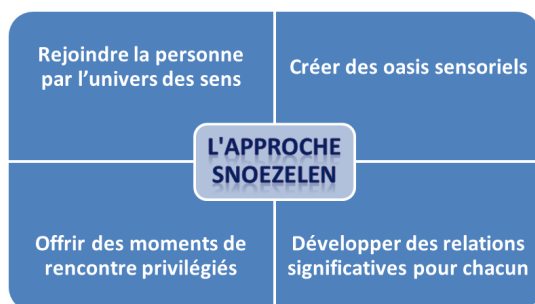 Rejoindre la personne
par l'univers des sens
Créer des oasis sensoriels
L'APPROCHE
SNOEZELEN
Offrir des moments de
rencontre privilégiés
Développer des relations
significatives pour chacun